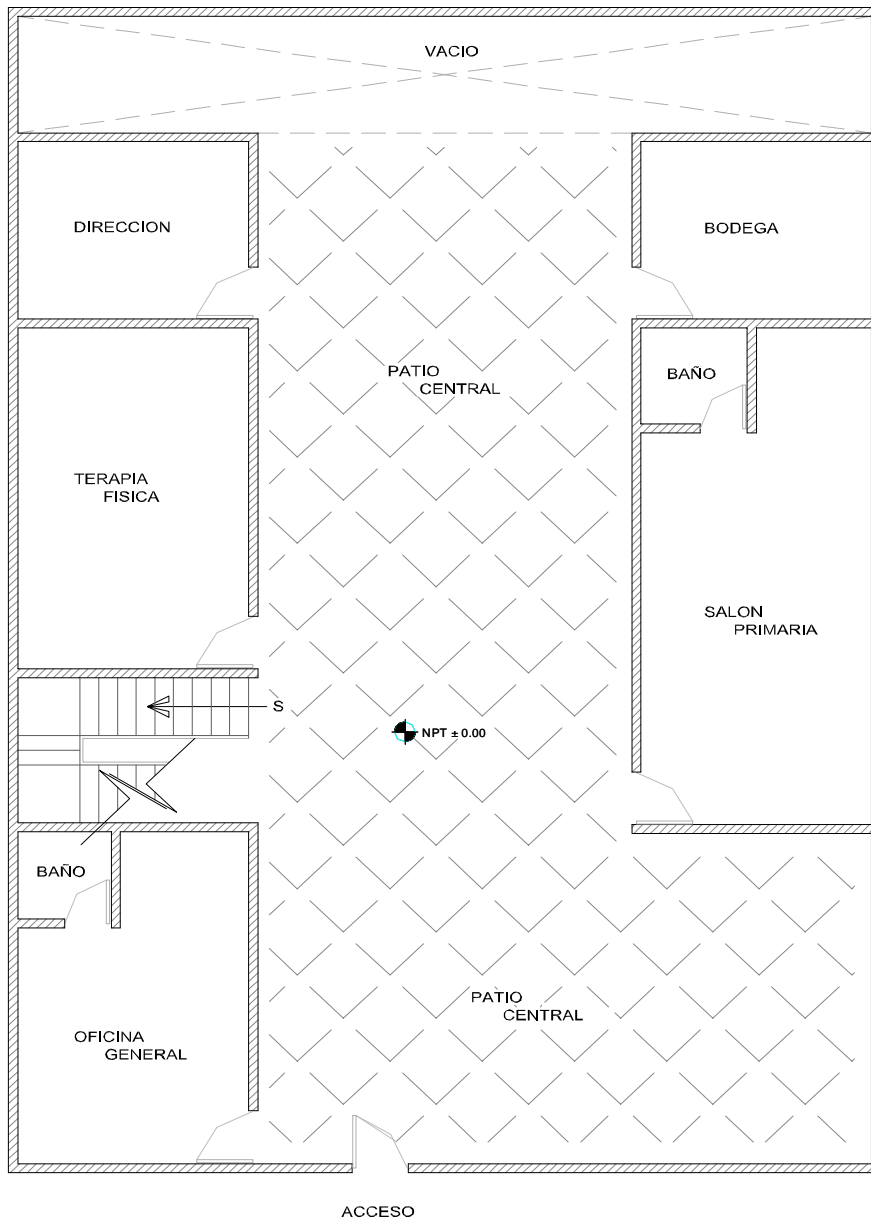 VACIO
DIRECCION
BODEGA
PATIO
CENTRAL
BAÑO
TERAPIA
FISICA
SALON
PRIMARIA
S
NPT ± 0.00
BAÑO
PATIO
CENTRAL
OFICINA
GENERAL
ACCESO